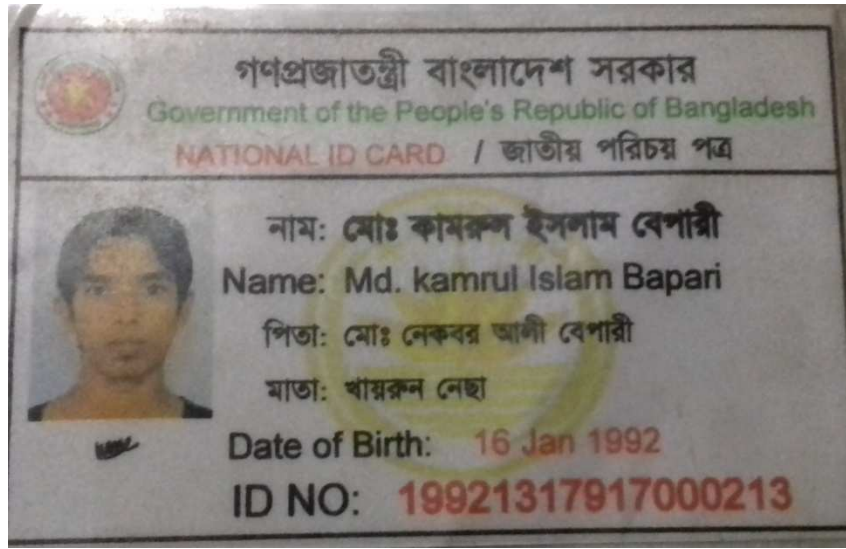 গণপ্রজাতন্ত্রী বাংলাদেশ সরকার
Government of the People's Republic of Bangladesh
NATIONAL ID CARD / জাতীয় পরিচয় পত্র
নাম: মোঃ কামরুল ইসলাম বেপারী
Name: Md. kamrul Islam Bapari
পিতা: মোঃ নেকবর আলী বেপারী
মাতা: খায়রুন নেছা
Date of Birth: 16 Jan 1992
ID NO: 19921317917000213